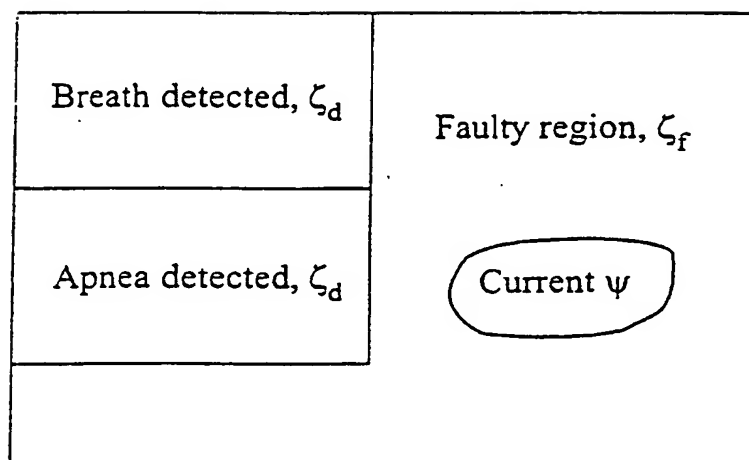 Breath detected, ζd
Faulty region, ζf
Apnea detected, ζd
Current ψ